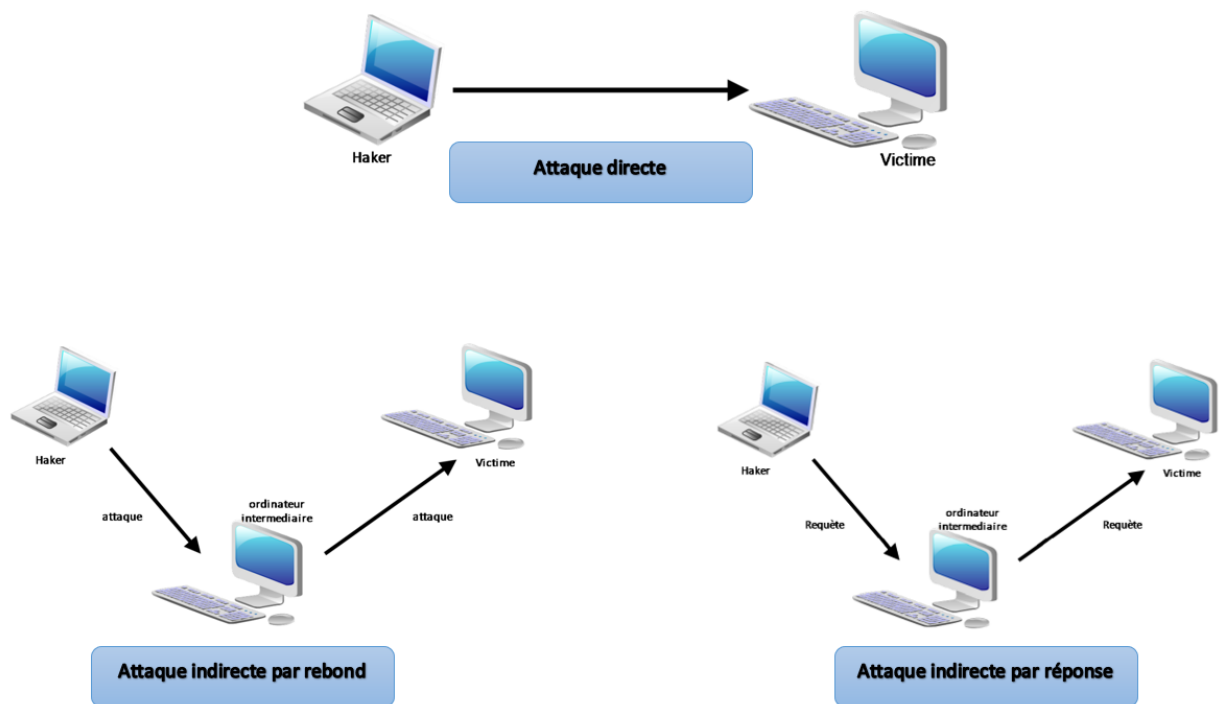 Haker
Victime
Attaque directe
Haker
Victime
attaque
ordinateur
intermediaire
attaque
Attaque indirecte par rebond
Haker
Victime
Requète
ordinateur
intermediaire
Requète
Attaque indirecte par réponse